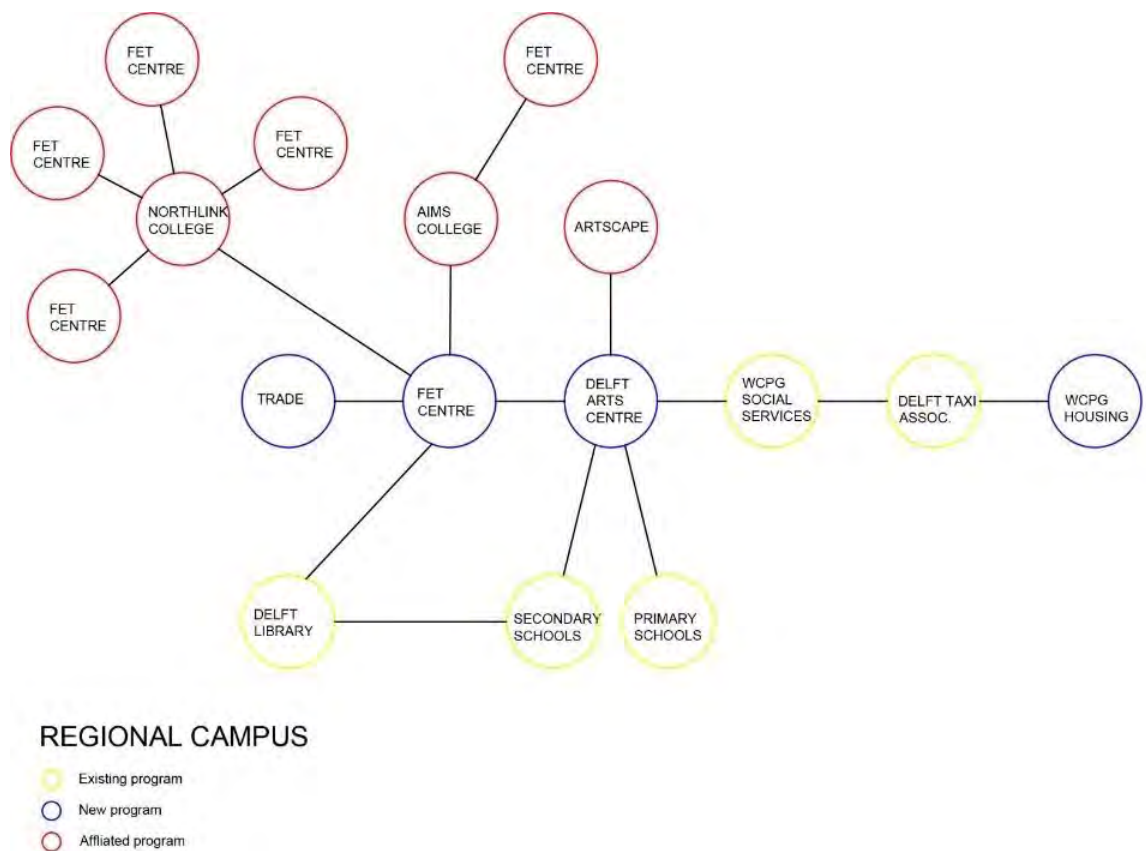 FET
CENTRE
FET
CENTRE
FET
CENTRE
FET
CENTRE
NORTHLINK
COLLEGE
AIMS
COLLEGE
ARTSCAPE
FET
CENTRE
TRADE
FET
CENTRE
DELFT
ARTS
CENTRE
WCPG
SOCIAL
SERVICES
DELFT TAXI
ASSOC.
WCPG
HOUSING
DELFT
LIBRARY
SECONDARY
SCHOOLS
PRIMARY
SCHOOLS
REGIONAL CAMPUS
Existing program
New program
Affliated program